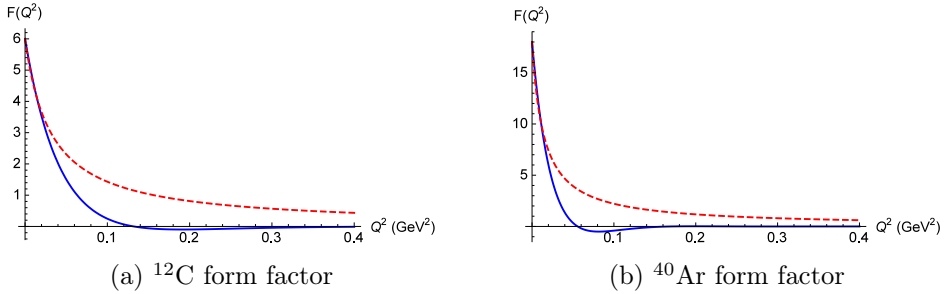 F(Q²)
6
5
4
3
2
1
0.1
0.2
0.3
0.4
Q² (GeV²)
(a) ¹²C form factor
F(Q²)
15
10
5
0.1
0.2
0.3
0.4
Q² (GeV²)
(b) ⁴⁰Ar form factor